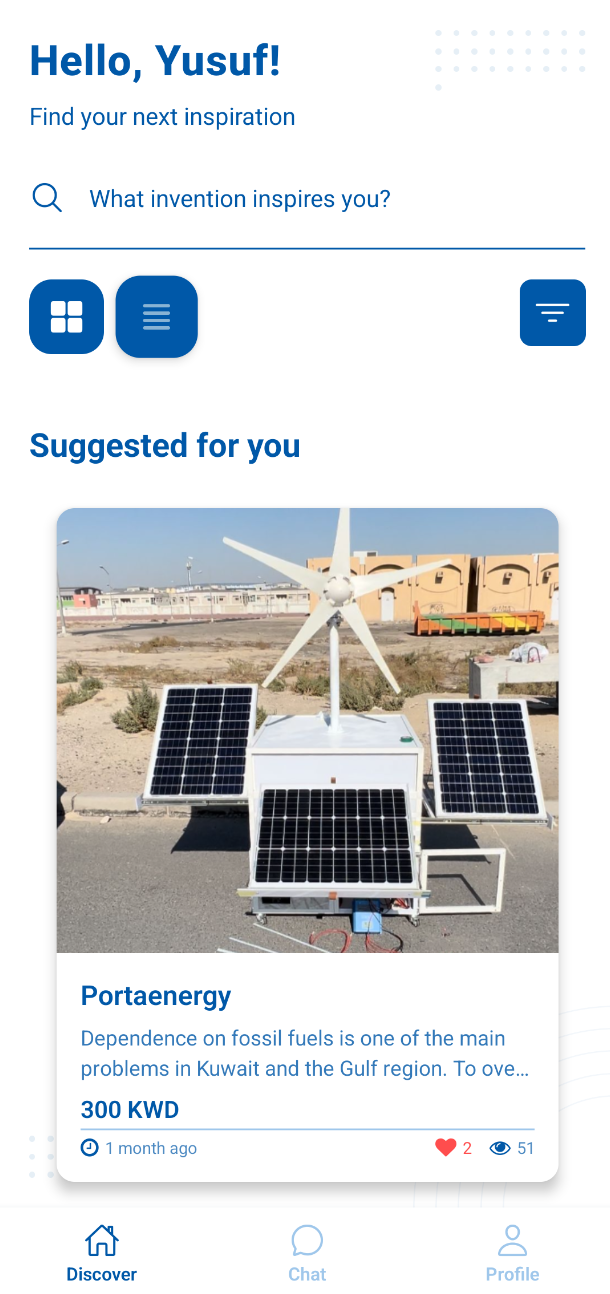 Hello, Yusuf!
Find your next inspiration
What invention inspires you?
Suggested for you
Portaenergy
Dependence on fossil fuels is one of the main
problems in Kuwait and the Gulf region. To ove...
300 KWD
1 month ago 2 51
Discover Chat Profile